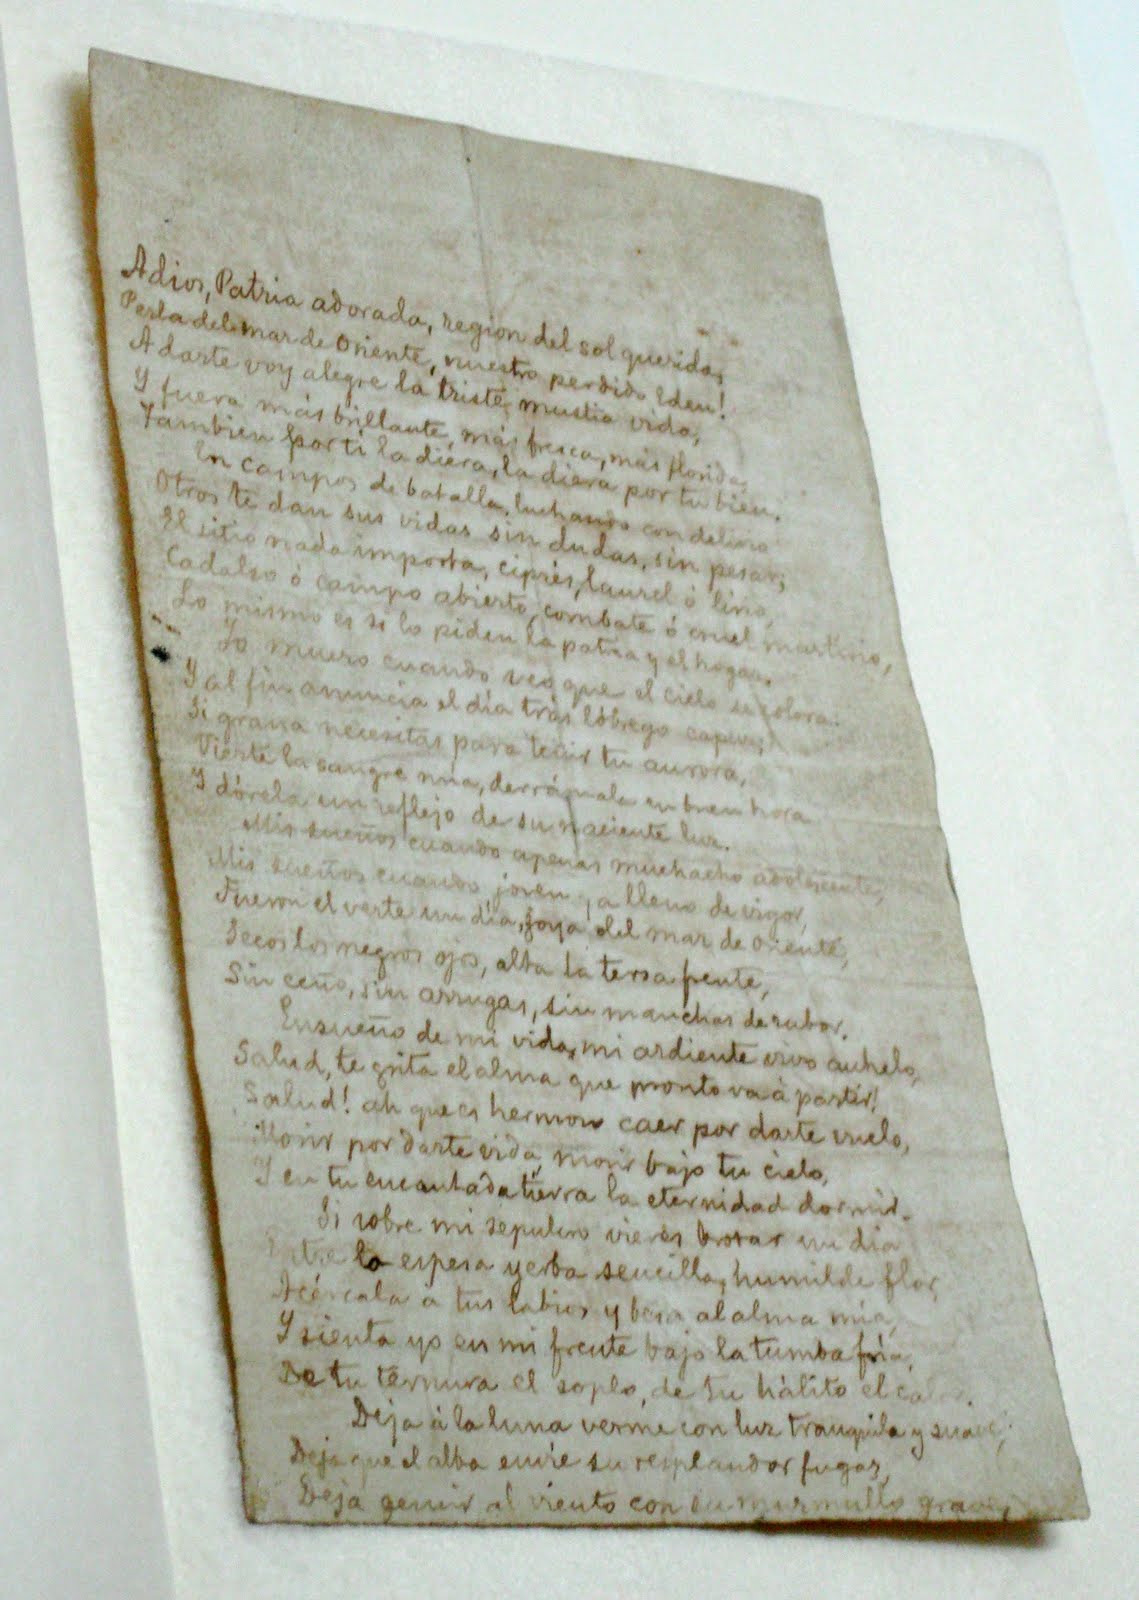 Adios, Patria adorada, region del sol querida,
Perla del mar de Oriente, nuestro perdido Eden!
A darte voy alegre la triste mustia vida,
Y fuera más brillante, más fresca, más florida,
Tambien por ti la diera, la diera por tu bien.
En campos de batalla, luchando con delirio
Otros te dan sus vidas sin dudas, sin pesar;
El sitio nada importa, ciprés, laurel ó lirio,
Cadalso ó campo abierto, combate ó cruel martirio,
Lo mismo es si lo piden la patria y el hogar.
Yo muero cuando veo que el cielo se colora
Y al fin anuncia el día trás lóbrego capuz;
Si grana necesitas para teñir tu aurora,
Vierte la sangre mia, derrámala en buen hora
Y dórela un reflejo de su naciente luz.
Mis sueños cuando apenas muchacho adolescente,
Mis sueños cuando joven ya lleno de vigor,
Fueron el verte un día, joya del mar de Oriente,
Secos los negros ojos, alta la tersa frente,
Sin ceño, sin arrugas, sin manchas de rubor.
Ensueño de mi vida, mi ardiente vivo anhelo,
Salud, te grita el alma que pronto va á partir!
Salud! ah que es hermoso caer por darte vuelo,
Morir por darte vida, morir bajo tu cielo,
Y en tu encantada tierra la eternidad dormir.
Si sobre mi sepulcro vieres brotar un dia
Entre la espesa yerba sencilla, humilde flor,
Acércala a tus labios y besa al alma mía,
Y sienta yo en mi frente bajo la tumba fría,
De tu ternura el soplo, de tu hálito el calor.
Deja á la luna verme con luz tranquila y suave;
Deja que el alba envíe su resplandor fugaz,
Deja gemir al viento con su murmullo grave,